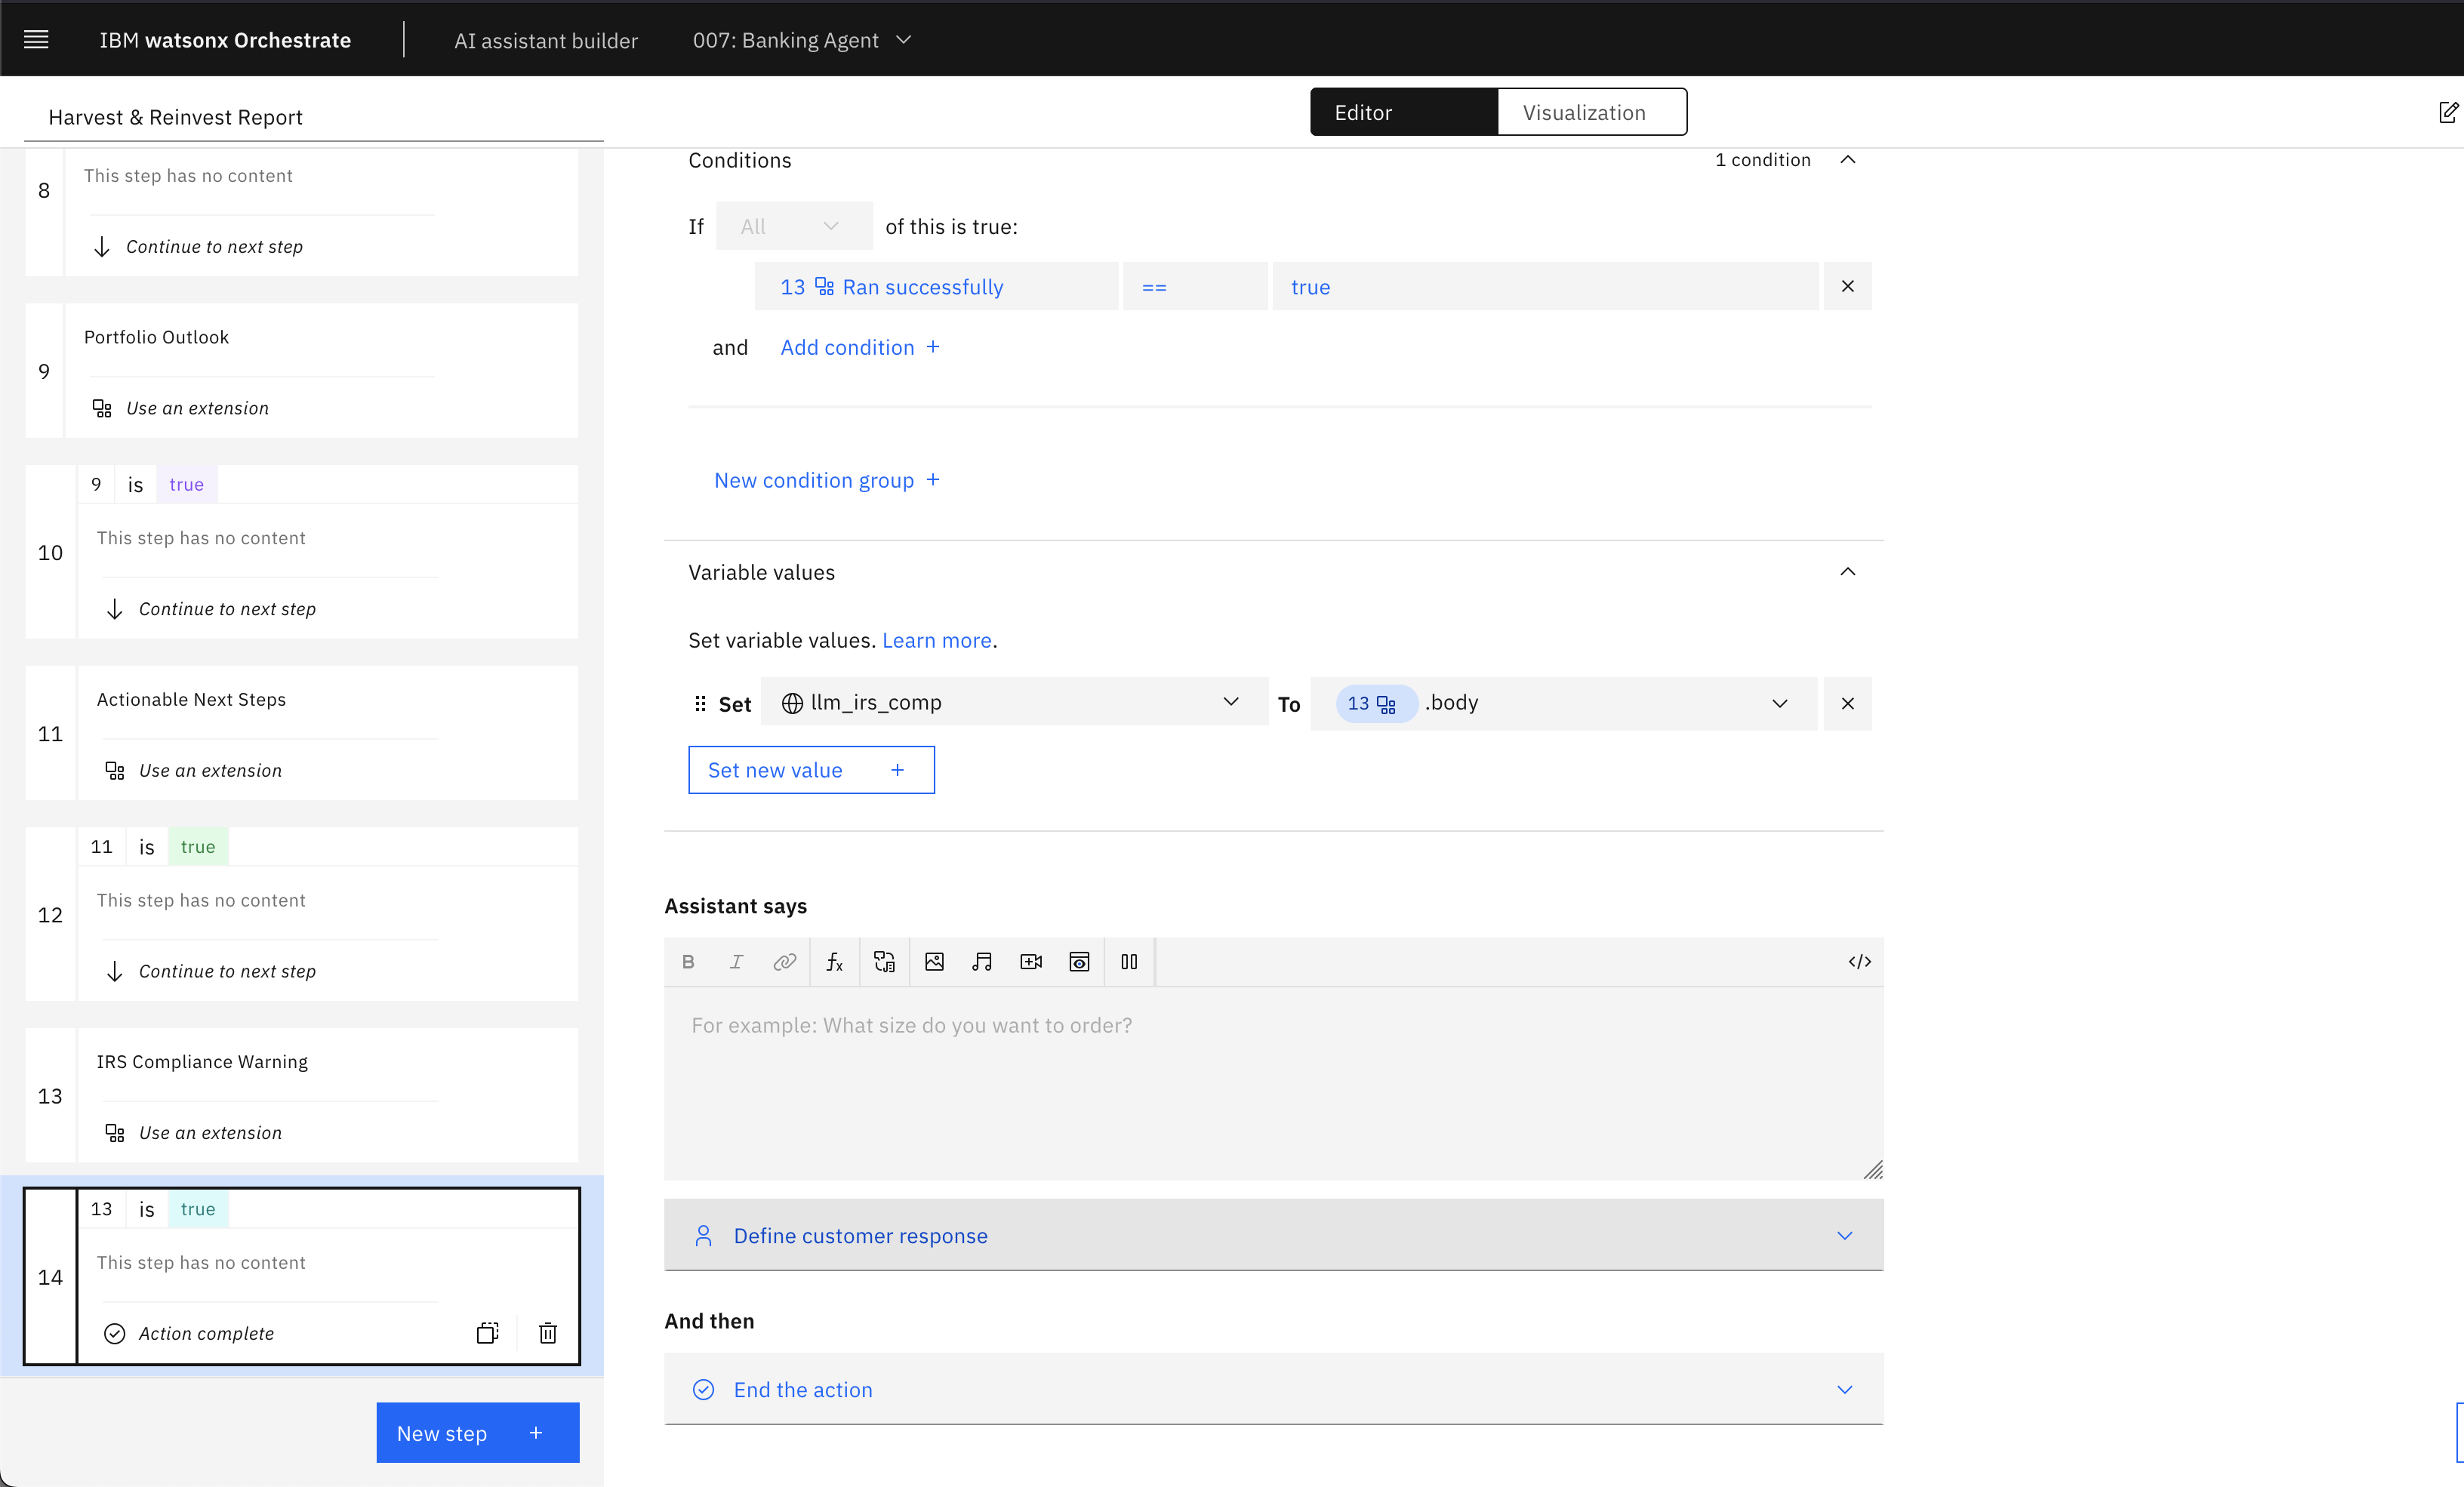 IBM watsonx Orchestrate
AI assistant builder
007: Banking Agent
Harvest & Reinvest Report
Editor
Visualization
8
This step has no content
Continue to next step
9
Portfolio Outlook
Use an extension
10
9 is true
This step has no content
Continue to next step
11
Actionable Next Steps
Use an extension
12
11 is true
This step has no content
Continue to next step
13
IRS Compliance Warning
Use an extension
14
13 is true
This step has no content
Action complete
New step +
Conditions
1 condition
If All of this is true:
13 Ran successfully == true
and Add condition +
New condition group +
Variable values
Set variable values. Learn more.
Set llm_irs_comp To 13 .body
Set new value +
Assistant says
B I fx </>
For example: What size do you want to order?
Define customer response
And then
End the action